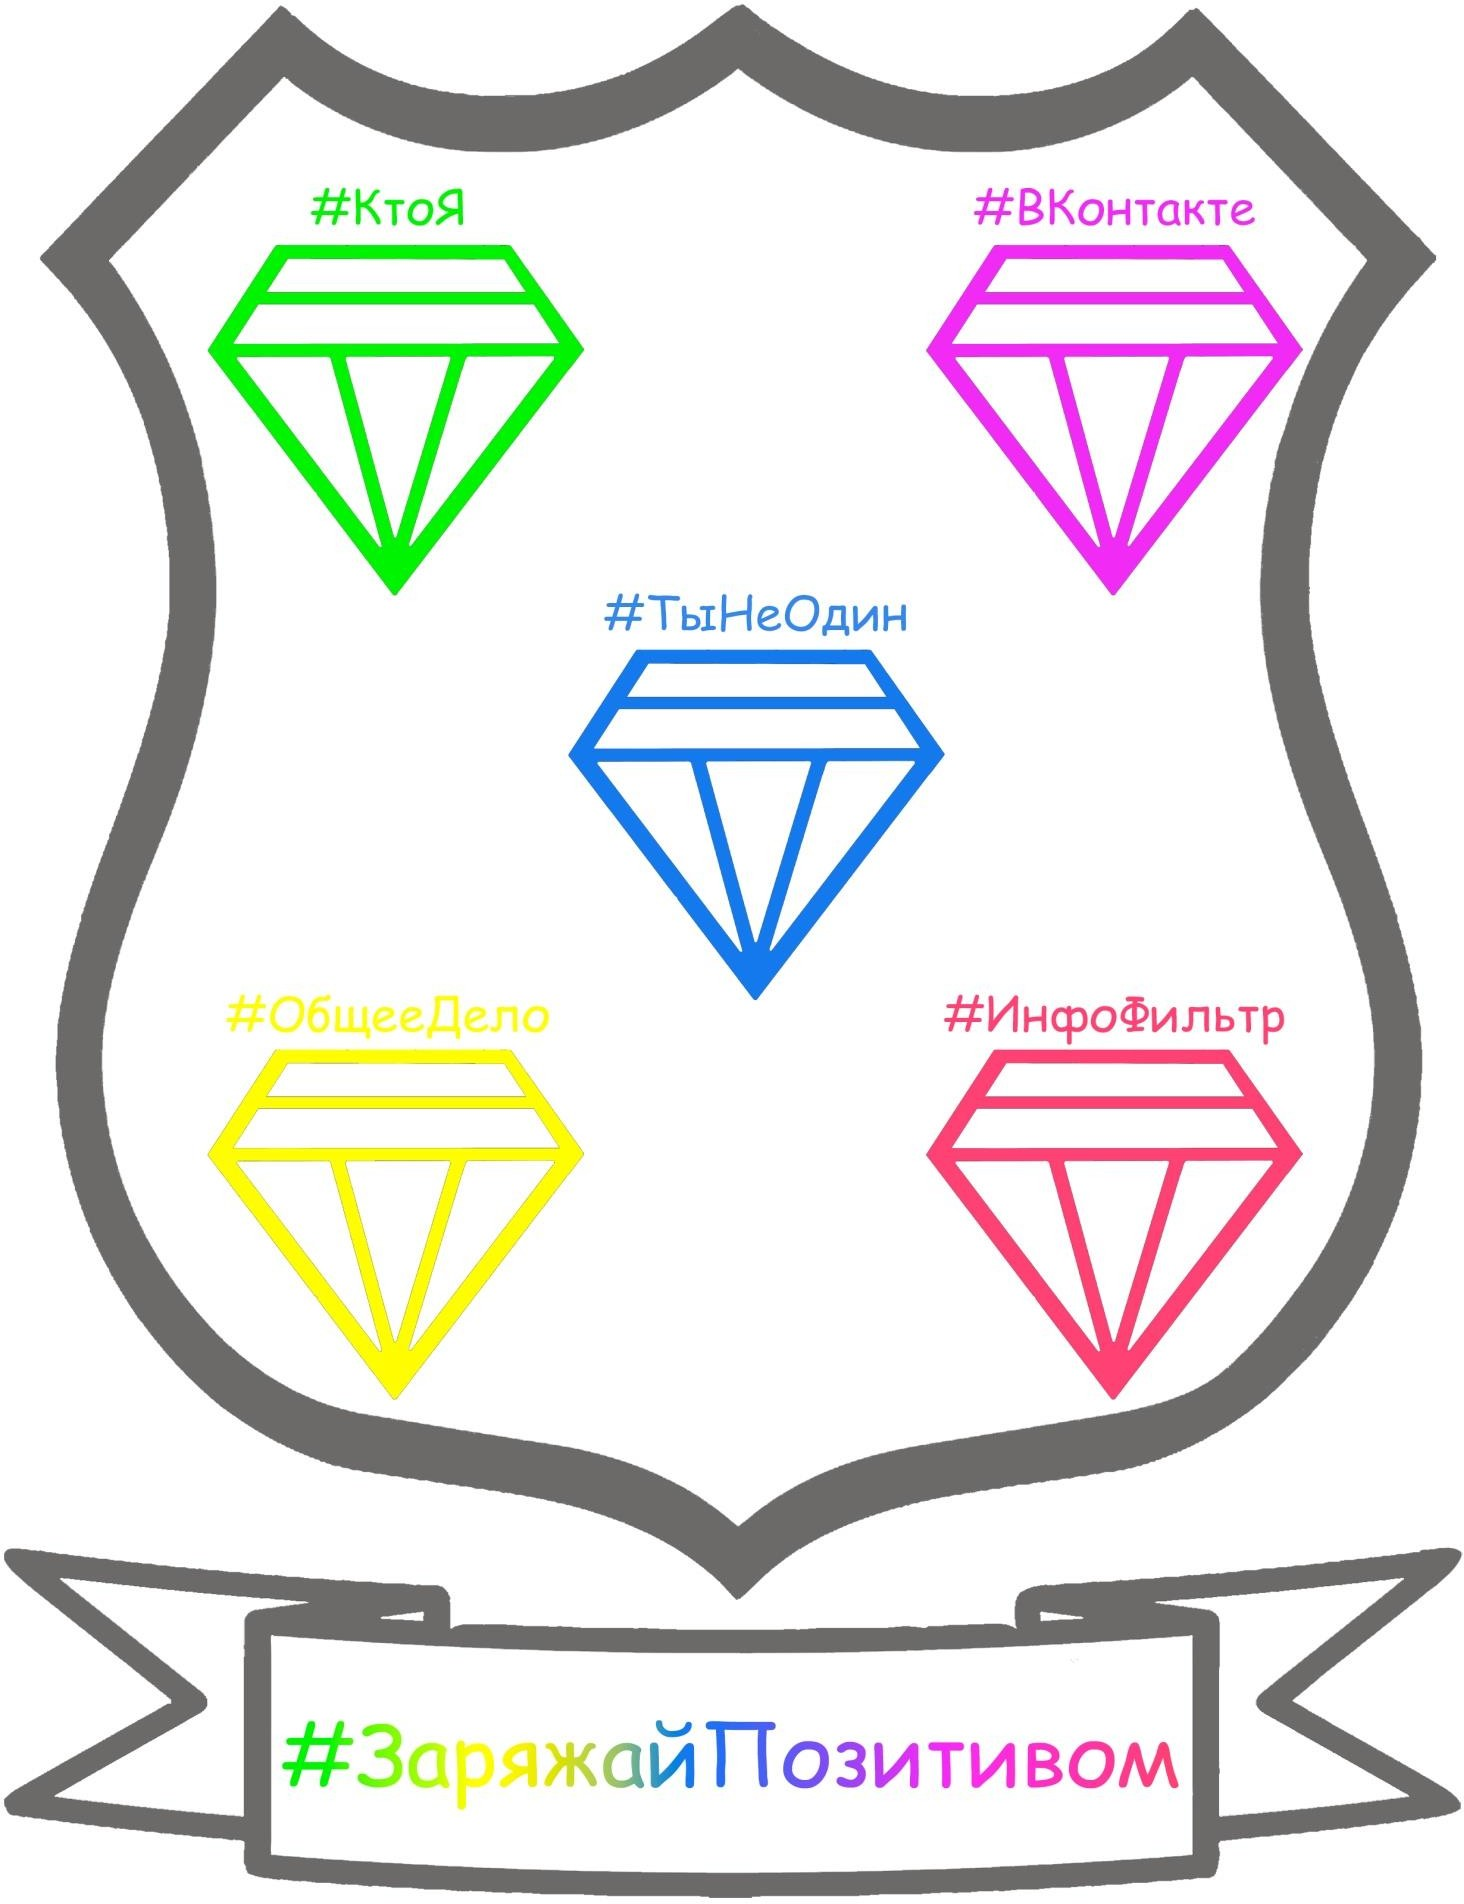 #КтоЯ
#ВКонтакте
#ТыНеОдин
#ОбщееДело
#ИнфоФильтр
#ЗаряжайПозитивом